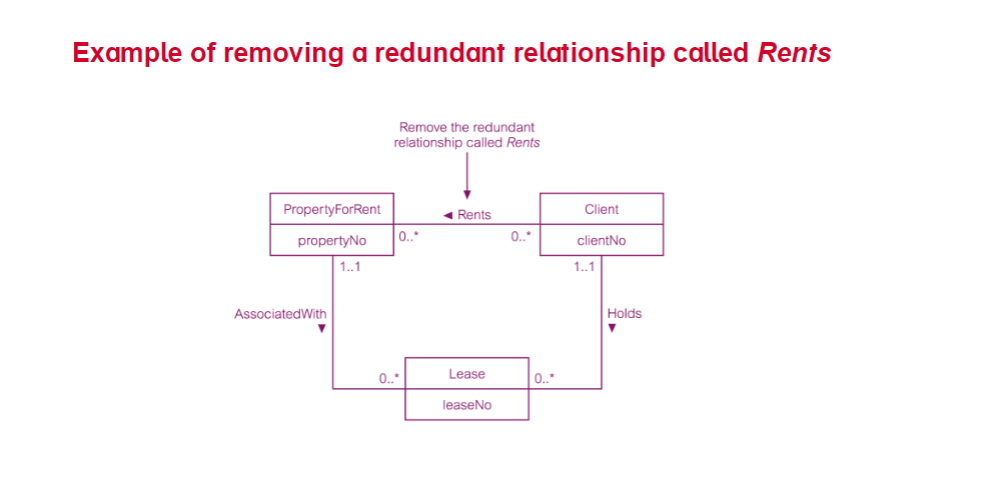 Example of removing a redundant relationship called Rents
Remove the redundant
relationship called Rents
PropertyForRent
◄ Rents
Client
propertyNo
0..*
0..*
clientNo
1..1
1..1
AssociatedWith
▼
Holds
▼
0..*
Lease
0..*
leaseNo